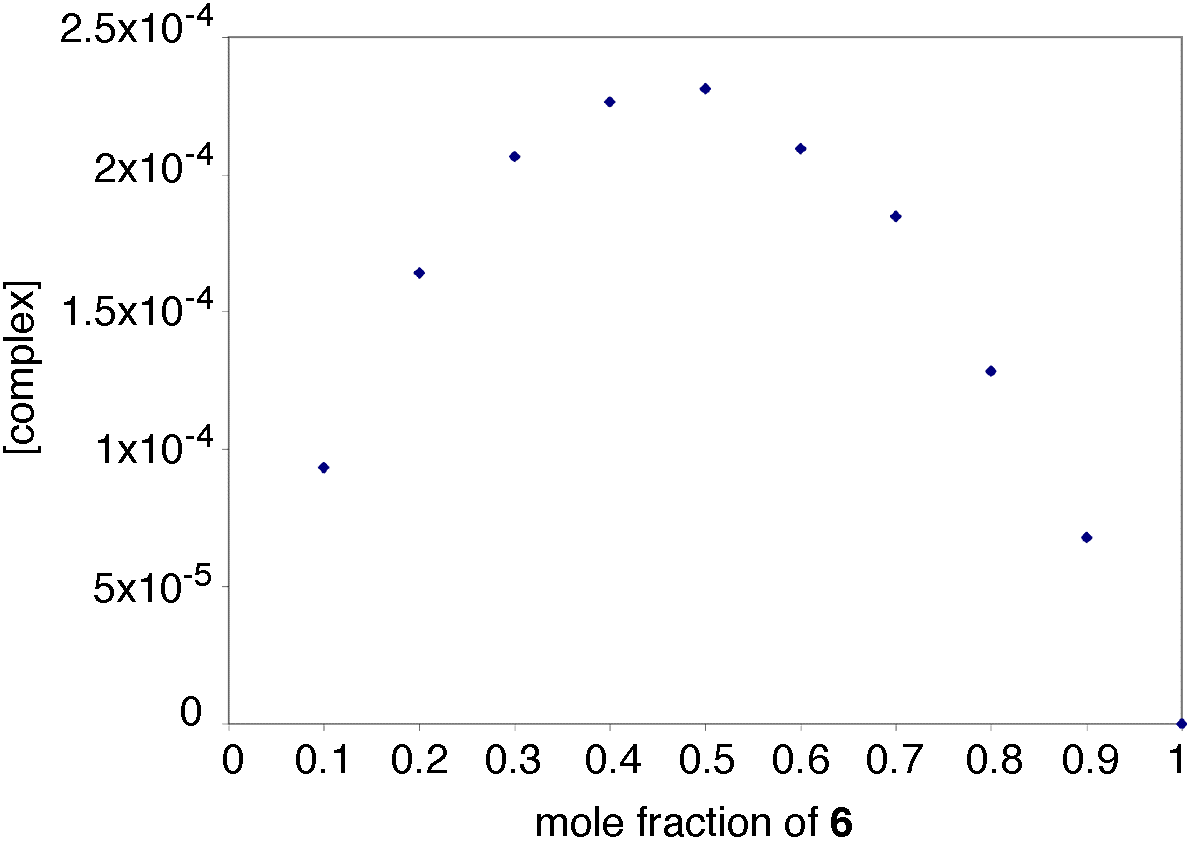 2.5x10-4
2x10-4
1.5x10-4
1x10-4
5x10-5
0
[complex]
0 0.1 0.2 0.3 0.4 0.5 0.6 0.7 0.8 0.9 1
mole fraction of 6